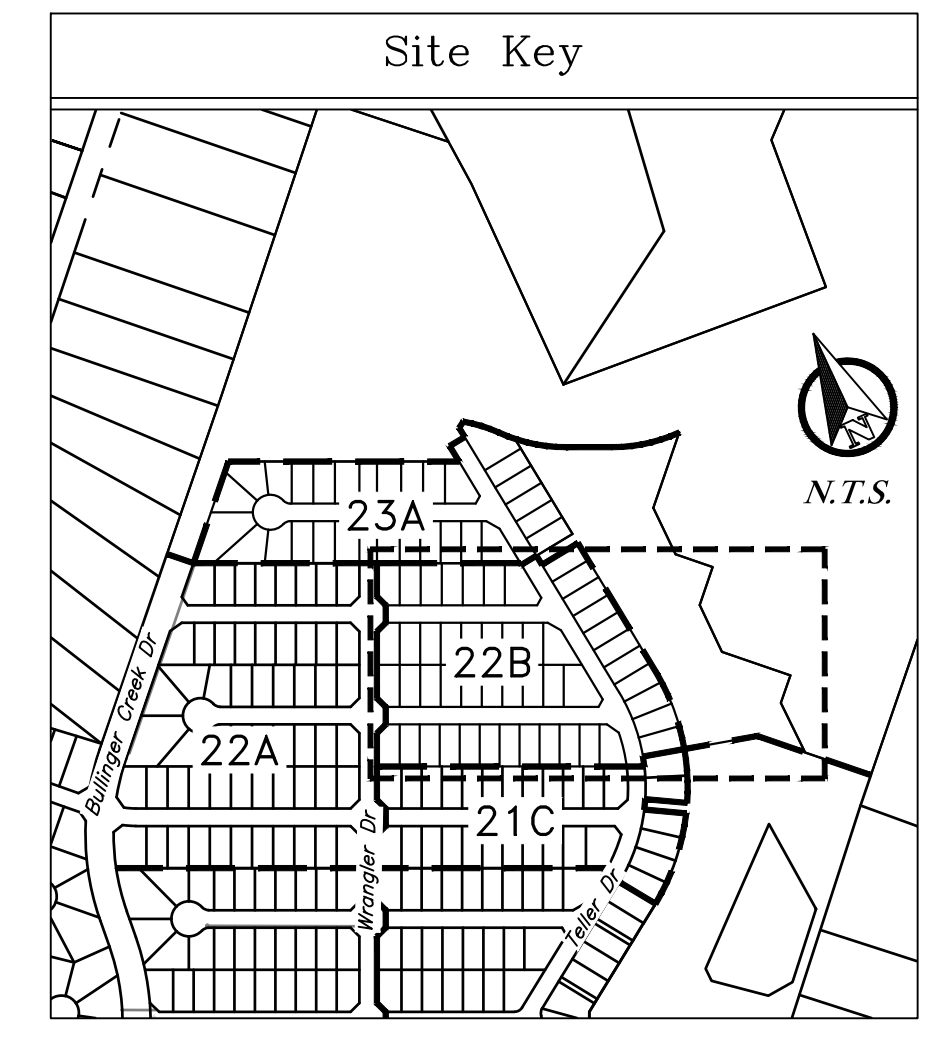 Site Key
N
N.T.S.
23A
22B
Bullinger Creek Dr
22A
21C
Wrangler Dr
Teller Dr